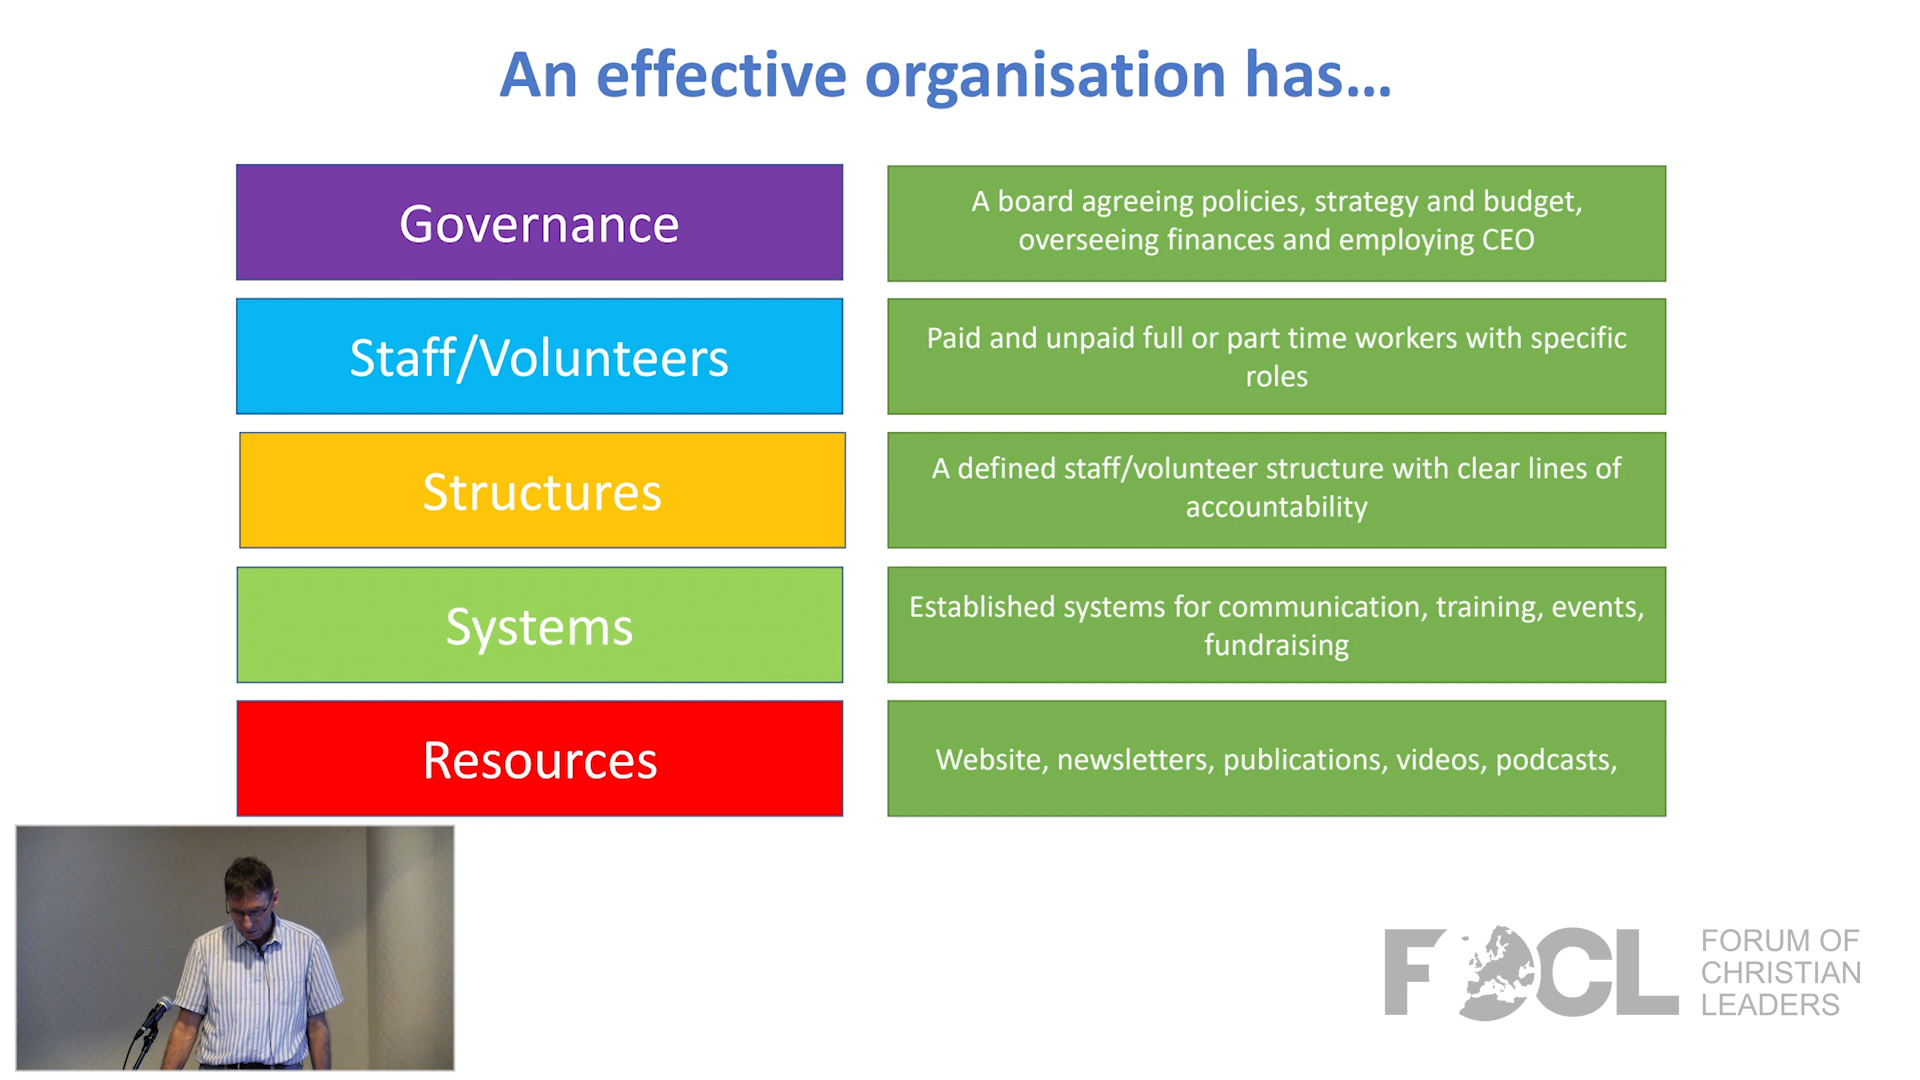 An effective organisation has...
Governance
A board agreeing policies, strategy and budget,
overseeing finances and employing CEO
Staff/Volunteers
Paid and unpaid full or part time workers with specific
roles
Structures
A defined staff/volunteer structure with clear lines of
accountability
Systems
Established systems for communication, training, events,
fundraising
Resources
Website, newsletters, publications, videos, podcasts,
FOCL
FORUM OF
CHRISTIAN
LEADERS